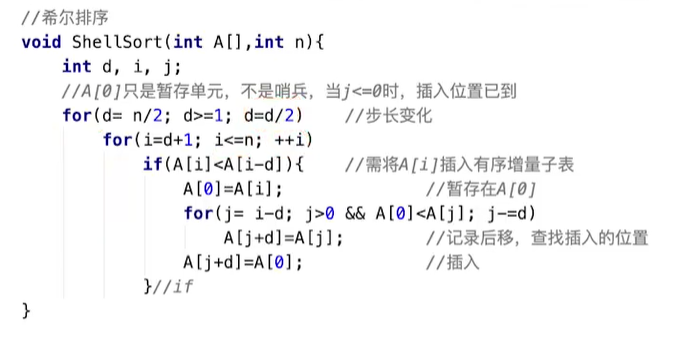 //希尔排序
void ShellSort(int A[],int n){
    int d, i, j;
    //A[0]只是暂存单元，不是哨兵，当j<=0时，插入位置已到
    for(d= n/2; d>=1; d=d/2)    //步长变化
        for(i=d+1; i<=n; ++i)
            if(A[i]<A[i-d]){    //需将A[i]插入有序增量子表
                A[0]=A[i];              //暂存在A[0]
                for(j= i-d; j>0 && A[0]<A[j]; j-=d)
                    A[j+d]=A[j];        //记录后移，查找插入的位置
                A[j+d]=A[0];            //插入
            }//if
}